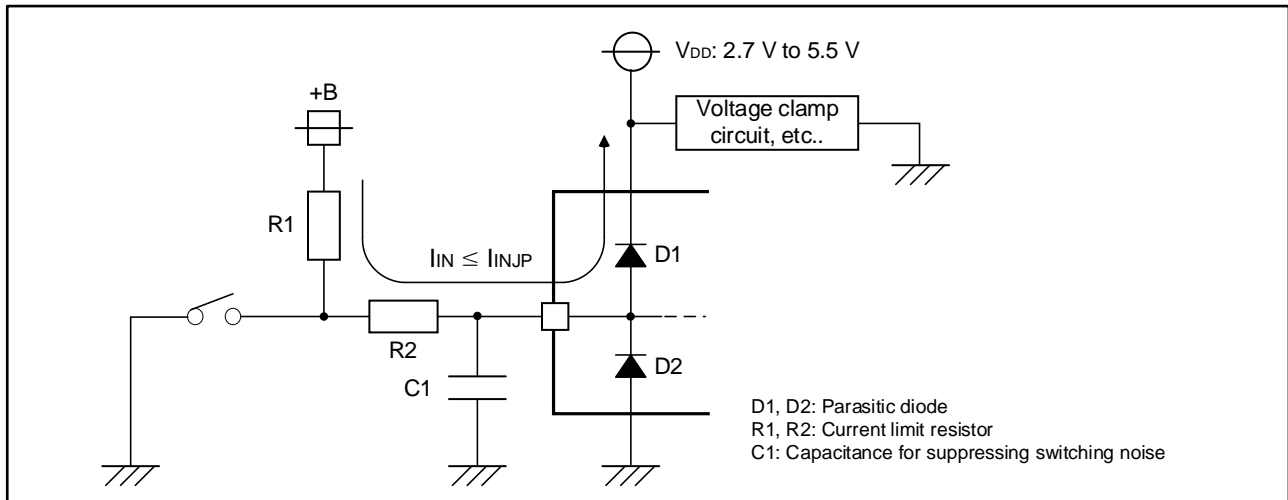 VDD: 2.7 V to 5.5 V
+B
Voltage clamp
circuit, etc..
R1
IIN ≤ IINJP
D1
R2
C1
D2
D1, D2: Parasitic diode
R1, R2: Current limit resistor
C1: Capacitance for suppressing switching noise